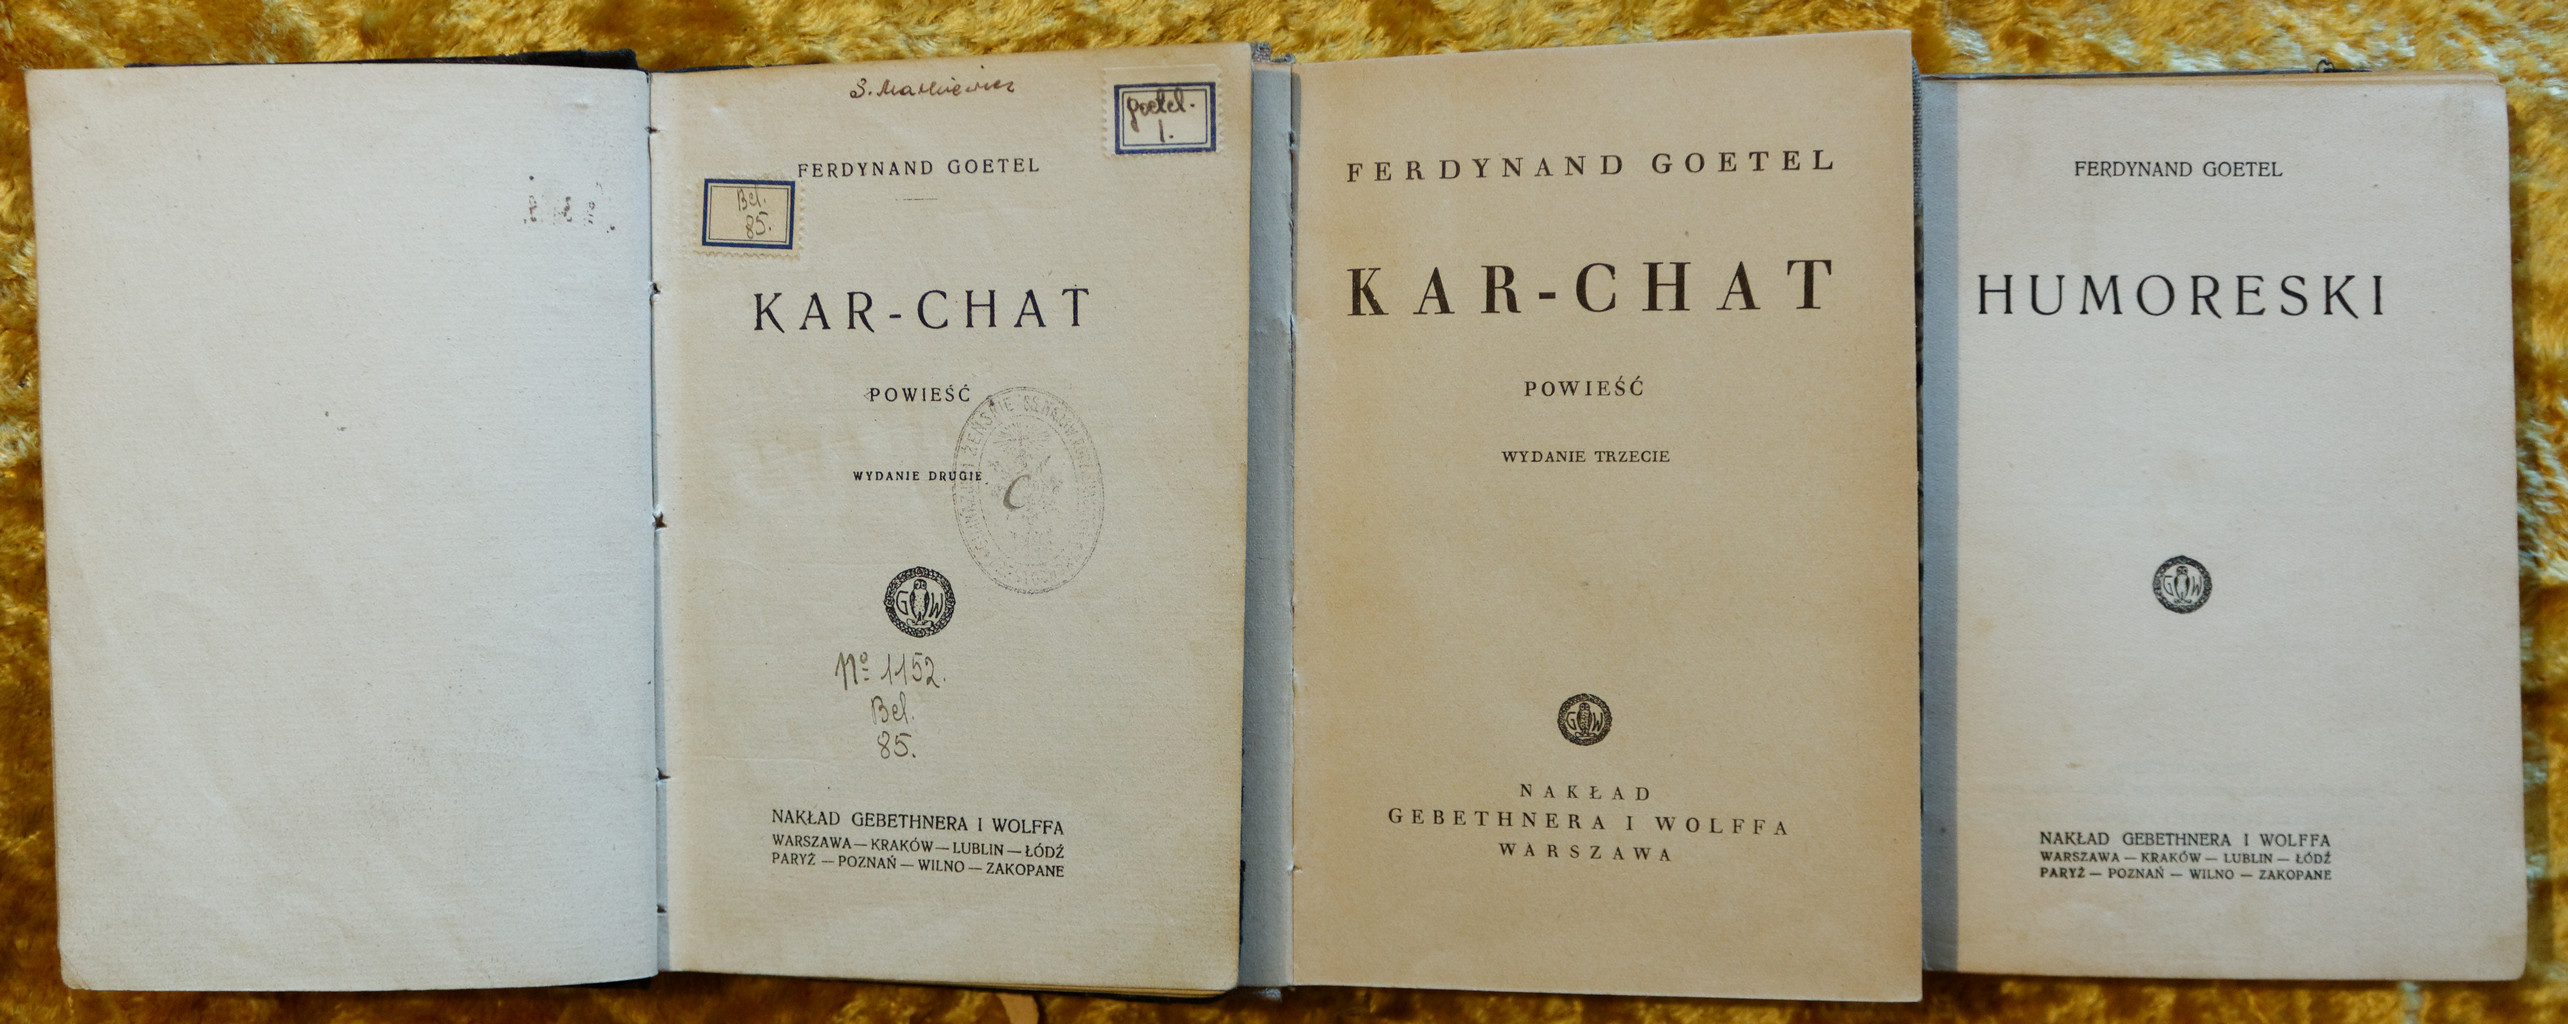 goetel.
1.
FERDYNAND GOETEL
Bel.
85.
KAR-CHAT
POWIEŚĆ
WYDANIE DRUGIE
C
G W
Nº 1152.
Bel.
85.
NAKŁAD GEBETHNERA I WOLFFA
WARSZAWA — KRAKÓW — LUBLIN — ŁÓDŹ
PARYŻ — POZNAŃ — WILNO — ZAKOPANE
FERDYNAND GOETEL
KAR-CHAT
POWIEŚĆ
WYDANIE TRZECIE
G W
NAKŁAD
GEBETHNERA I WOLFFA
WARSZAWA
FERDYNAND GOETEL
HUMORESKI
G W
NAKŁAD GEBETHNERA I WOLFFA
WARSZAWA — KRAKÓW — LUBLIN — ŁÓDŹ
PARYŻ — POZNAŃ — WILNO — ZAKOPANE